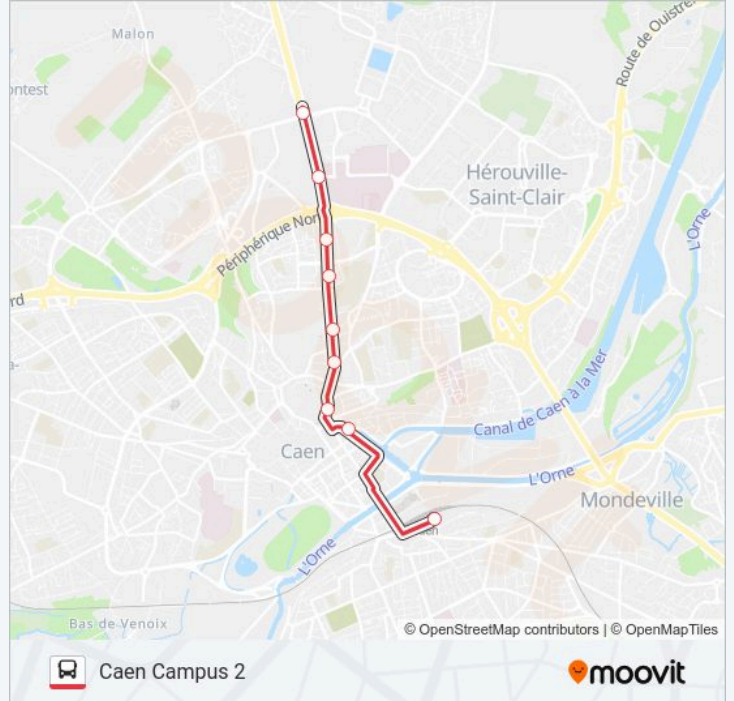 Malon
ontest
Route de Ouistre
Hérouville-
Saint-Clair
L'Orne
Périphérique Nor
rd
Canal de Caen à la Mer
Caen
L'Orne
Mondeville
L'Orne
Bas de Venoix
© OpenStreetMap contributors | © OpenMapTiles
Caen Campus 2
moovit